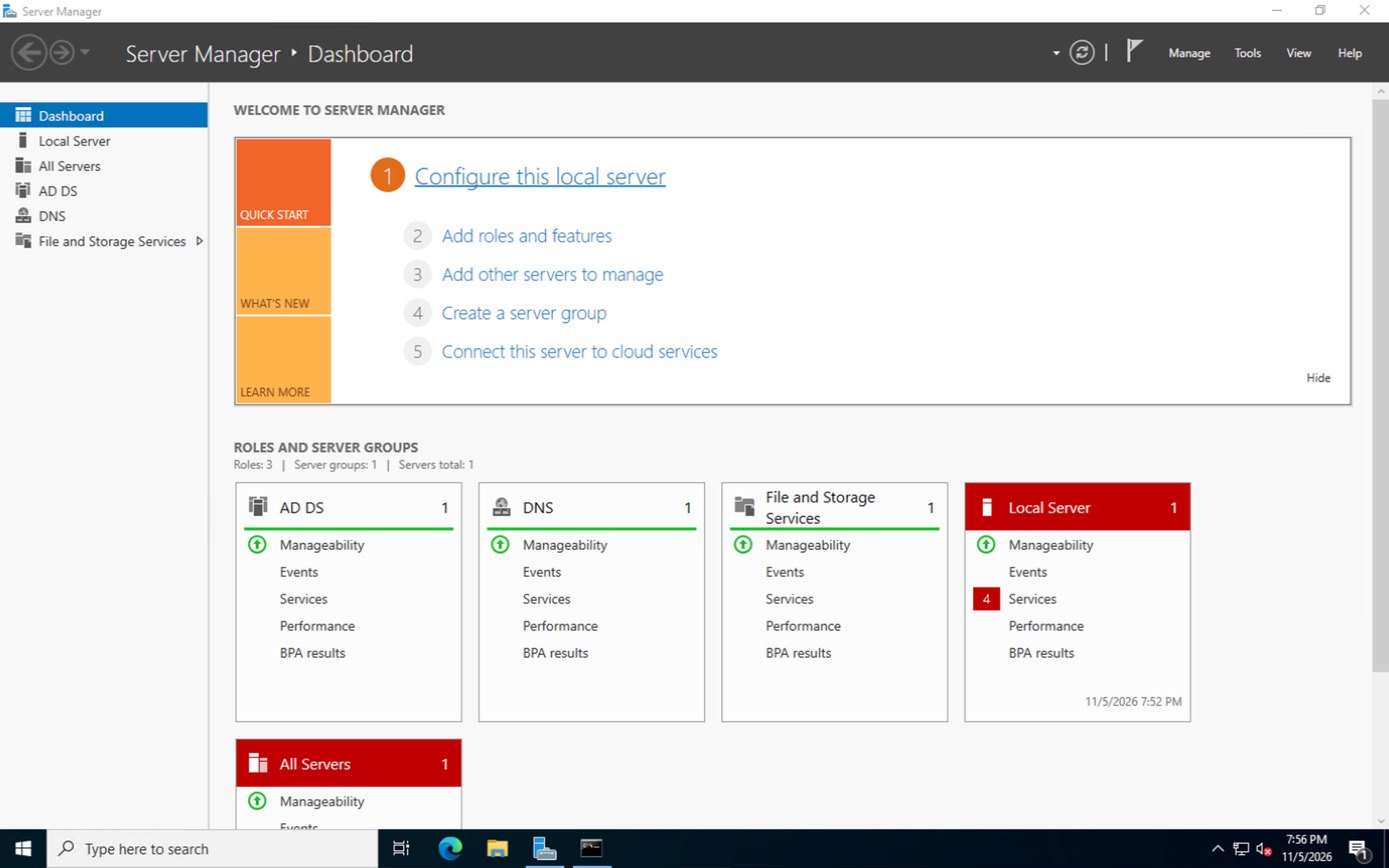 Server Manager
Server Manager ‣ Dashboard
Manage Tools View Help
Dashboard
Local Server
All Servers
AD DS
DNS
File and Storage Services
WELCOME TO SERVER MANAGER
QUICK START
WHAT'S NEW
LEARN MORE
1 Configure this local server
2 Add roles and features
3 Add other servers to manage
4 Create a server group
5 Connect this server to cloud services
Hide
ROLES AND SERVER GROUPS
Roles: 3 | Server groups: 1 | Servers total: 1
AD DS 1
Manageability
Events
Services
Performance
BPA results
DNS 1
Manageability
Events
Services
Performance
BPA results
File and Storage
Services 1
Manageability
Events
Services
Performance
BPA results
Local Server 1
Manageability
Events
4 Services
Performance
BPA results
11/5/2026 7:52 PM
All Servers 1
Manageability
Events
Type here to search
7:56 PM
11/5/2026
1